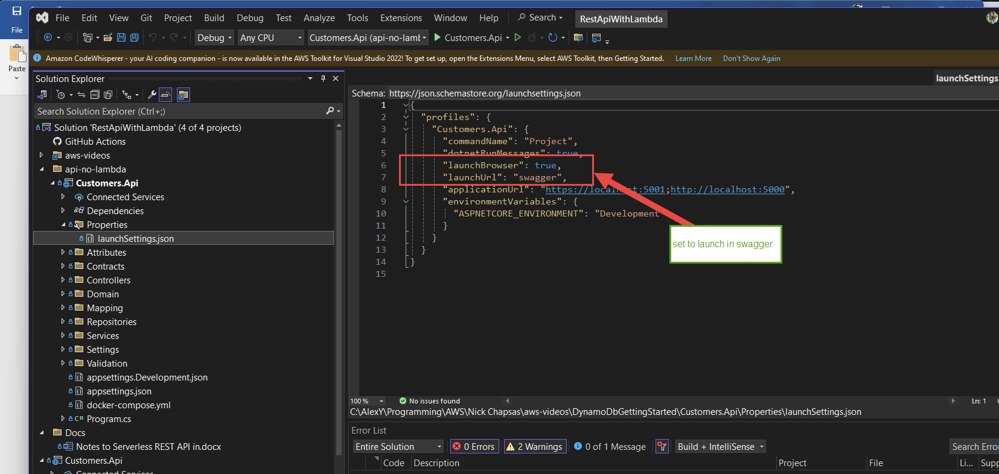 File
Paste
File Edit View Git Project Build Debug Test Analyze Tools Extensions Window Help Search RestApiWithLambda
Debug Any CPU Customers.Api (api-no-lamb Customers.Api
Amazon CodeWhisperer - your AI coding companion - is now available in the AWS Toolkit for Visual Studio 2022! To get set up, open the Extensions Menu, select AWS Toolkit, then Getting Started. Learn More Don't Show Again
Solution Explorer
Search Solution Explorer (Ctrl+;)
Solution 'RestApiWithLambda' (4 of 4 projects)
GitHub Actions
aws-videos
api-no-lambda
Customers.Api
Connected Services
Dependencies
Properties
launchSettings.json
Attributes
Contracts
Controllers
Domain
Mapping
Repositories
Services
Settings
Validation
appsettings.Development.json
appsettings.json
docker-compose.yml
C# Program.cs
Docs
Notes to Serverless REST API in.docx
Customers.Api
Connected Services
launchSettings
Schema: https://json.schemastore.org/launchsettings.json
1 {
2 "profiles": {
3 "Customers.Api": {
4 "commandName": "Project",
5 "dotnetRunMessages": true,
6 "launchBrowser": true,
7 "launchUrl": "swagger",
8 "applicationUrl": "https://localhost:5001;http://localhost:5000",
9 "environmentVariables": {
10 "ASPNETCORE_ENVIRONMENT": "Development
11 }
12 }
13 }
14 }
15
set to launch in swagger
100 % No issues found Ln: 1
C:\AlexY\Programming\AWS\Nick Chapsas\aws-videos\DynamoDbGettingStarted\Customers.Api\Properties\launchSettings.json
Error List
Entire Solution 0 Errors 2 Warnings 0 of 1 Message Build + IntelliSense Search Erro
Code Description Project File Li... Supp